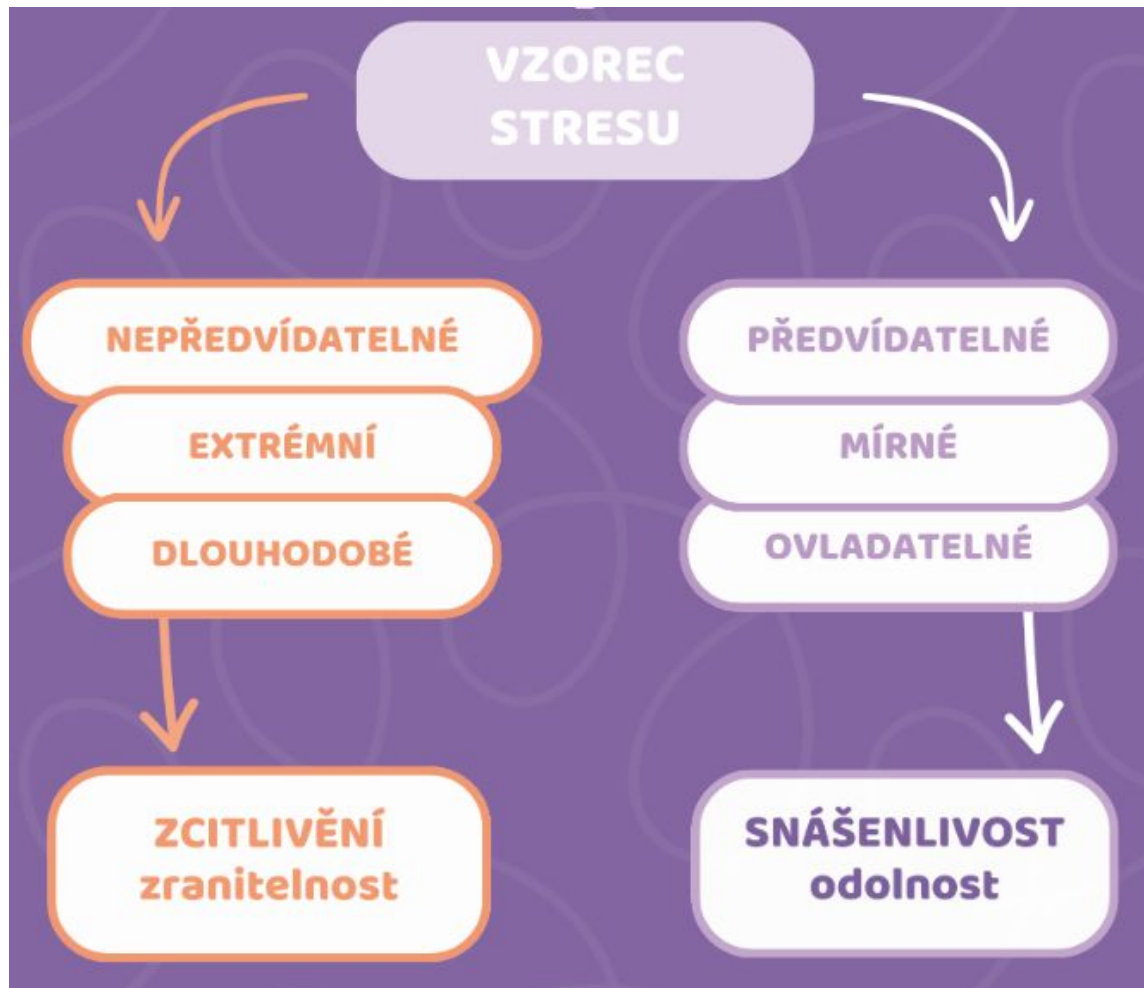 VZOREC
STRESU
NEPŘEDVÍDATELNÉ
EXTRÉMNÍ
DLOUHODOBÉ
ZCITLIVĚNÍ
zranitelnost
PŘEDVÍDATELNÉ
MÍRNÉ
OVLADATELNÉ
SNÁŠENLIVOST
odolnost